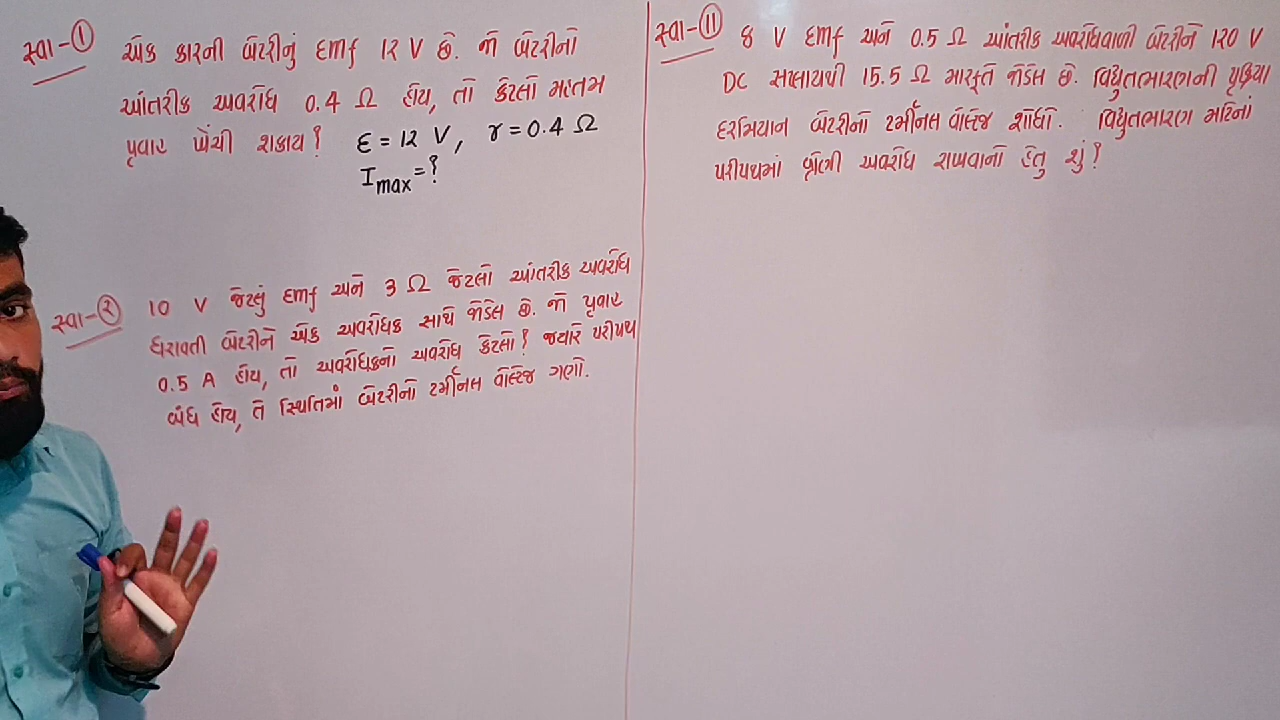 સ્વા-① એક કારની બૅટરીનું emf 12 V છે. જો બૅટરીનો
આંતરીક અવરોધ 0.4 Ω હોય, તો કેટલો મહત્તમ
પ્રવાહ ખેંચી શકાય? ε = 12 V, r = 0.4 Ω
I max = ?
સ્વા-② 10 V જેટલું emf અને 3 Ω જેટલો આંતરીક અવરોધ
ધરાવતી બૅટરીને એક અવરોધક સાથે જોડેલ છે. જો પ્રવાહ
0.5 A હોય, તો અવરોધકનો અવરોધ કેટલો? જ્યારે પરીપથ
બંધ હોય, તે સ્થિતિમાં બૅટરીનો ટર્મીનલ વોલ્ટેજ ગણો.
સ્વા-⑪ 8 V emf અને 0.5 Ω આંતરીક અવરોધવાળી બૅટરીને 120 V
DC સપ્લાયથી 15.5 Ω મારફતે જોડેલ છે. વિદ્યુતભારણની પ્રક્રિયા
દરમિયાન બૅટરીનો ટર્મીનલ વોલ્ટેજ શોધો. વિદ્યુતભારણ માટેનાં
પરીપથમાં શ્રેણી અવરોધ રાખવાનો હેતુ શું?